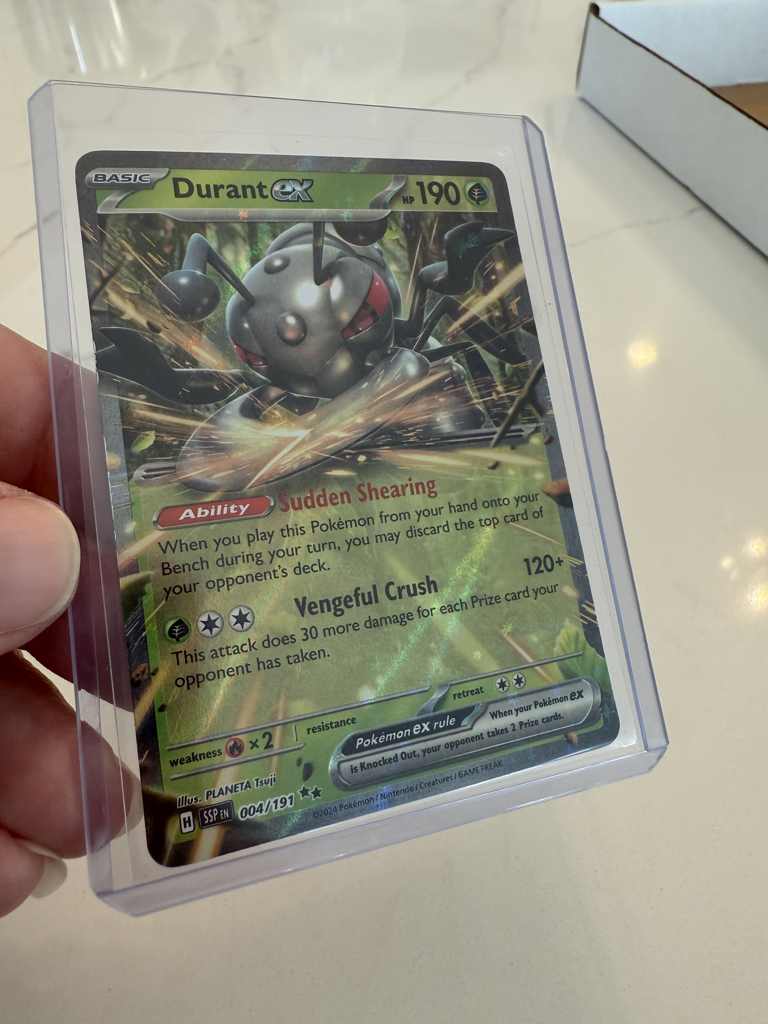 BASIC Durant ex HP 190
Ability Sudden Shearing
When you play this Pokémon from your hand onto your
Bench during your turn, you may discard the top card of
your opponent's deck.
Vengeful Crush 120+
This attack does 30 more damage for each Prize card your
opponent has taken.
weakness ×2 resistance retreat
Pokémon ex rule When your Pokémon ex
is Knocked Out, your opponent takes 2 Prize cards.
Illus. PLANETA Tsuji
H SSP EN 004/191 ©2024 Pokémon / Nintendo / Creatures / GAME FREAK